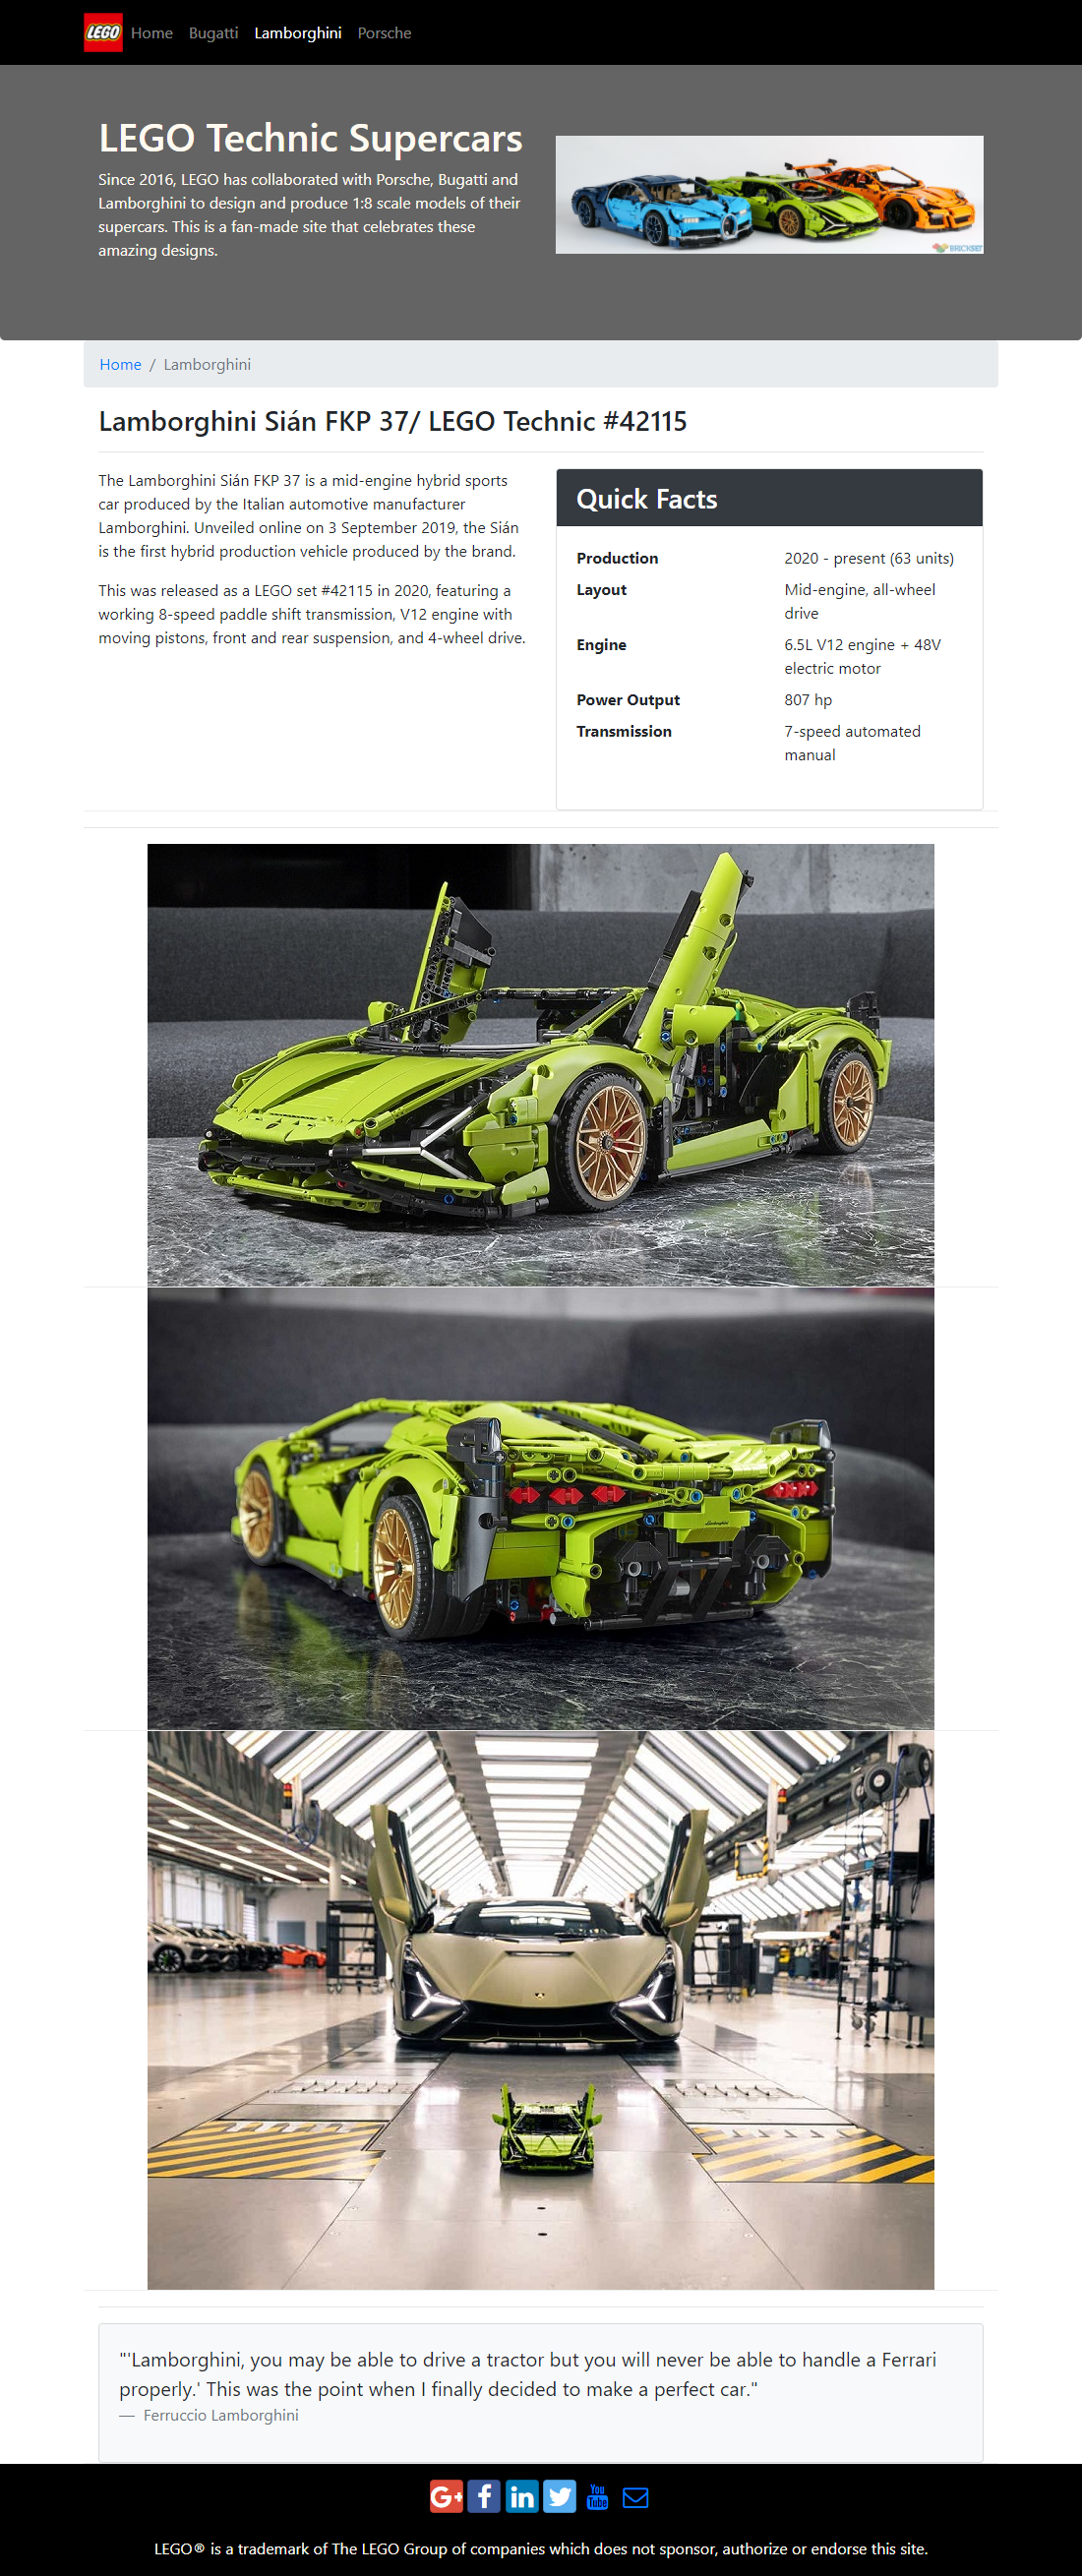 LEGO
Home Bugatti Lamborghini Porsche
LEGO Technic Supercars
Since 2016, LEGO has collaborated with Porsche, Bugatti and
Lamborghini to design and produce 1:8 scale models of their
supercars. This is a fan-made site that celebrates these
amazing designs.
BRICKSET
Home / Lamborghini
Lamborghini Sián FKP 37/ LEGO Technic #42115
The Lamborghini Sián FKP 37 is a mid-engine hybrid sports
car produced by the Italian automotive manufacturer
Lamborghini. Unveiled online on 3 September 2019, the Sián
is the first hybrid production vehicle produced by the brand.
This was released as a LEGO set #42115 in 2020, featuring a
working 8-speed paddle shift transmission, V12 engine with
moving pistons, front and rear suspension, and 4-wheel drive.
Quick Facts
Production 2020 - present (63 units)
Layout Mid-engine, all-wheel
drive
Engine 6.5L V12 engine + 48V
electric motor
Power Output 807 hp
Transmission 7-speed automated
manual
Lamborghini
"'Lamborghini, you may be able to drive a tractor but you will never be able to handle a Ferrari
properly.' This was the point when I finally decided to make a perfect car."
— Ferruccio Lamborghini
G+ f in You
Tube
LEGO® is a trademark of The LEGO Group of companies which does not sponsor, authorize or endorse this site.